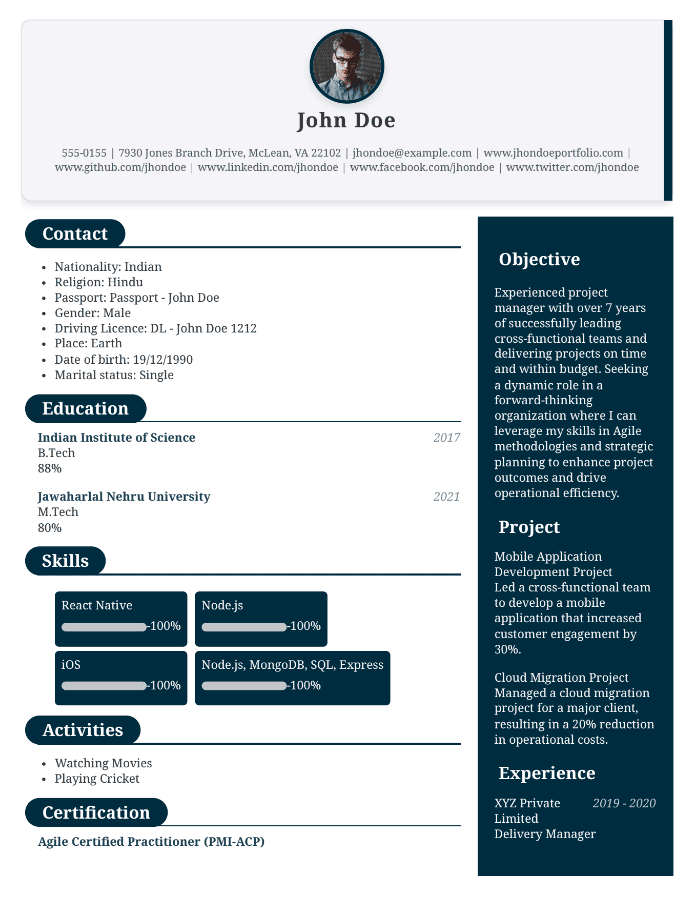 John Doe
555-0155 | 7930 Jones Branch Drive, McLean, VA 22102 | jhondoe@example.com | www.jhondoeportfolio.com |
www.github.com/jhondoe | www.linkedin.com/jhondoe | www.facebook.com/jhondoe | www.twitter.com/jhondoe
Contact
• Nationality: Indian
• Religion: Hindu
• Passport: Passport - John Doe
• Gender: Male
• Driving Licence: DL - John Doe 1212
• Place: Earth
• Date of birth: 19/12/1990
• Marital status: Single
Education
Indian Institute of Science 2017
B.Tech
88%
Jawaharlal Nehru University 2021
M.Tech
80%
Skills
React Native
-100%
Node.js
-100%
iOS
-100%
Node.js, MongoDB, SQL, Express
-100%
Activities
• Watching Movies
• Playing Cricket
Certification
Agile Certified Practitioner (PMI-ACP)
Objective
Experienced project
manager with over 7 years
of successfully leading
cross-functional teams and
delivering projects on time
and within budget. Seeking
a dynamic role in a
forward-thinking
organization where I can
leverage my skills in Agile
methodologies and strategic
planning to enhance project
outcomes and drive
operational efficiency.
Project
Mobile Application
Development Project
Led a cross-functional team
to develop a mobile
application that increased
customer engagement by
30%.
Cloud Migration Project
Managed a cloud migration
project for a major client,
resulting in a 20% reduction
in operational costs.
Experience
XYZ Private 2019 - 2020
Limited
Delivery Manager